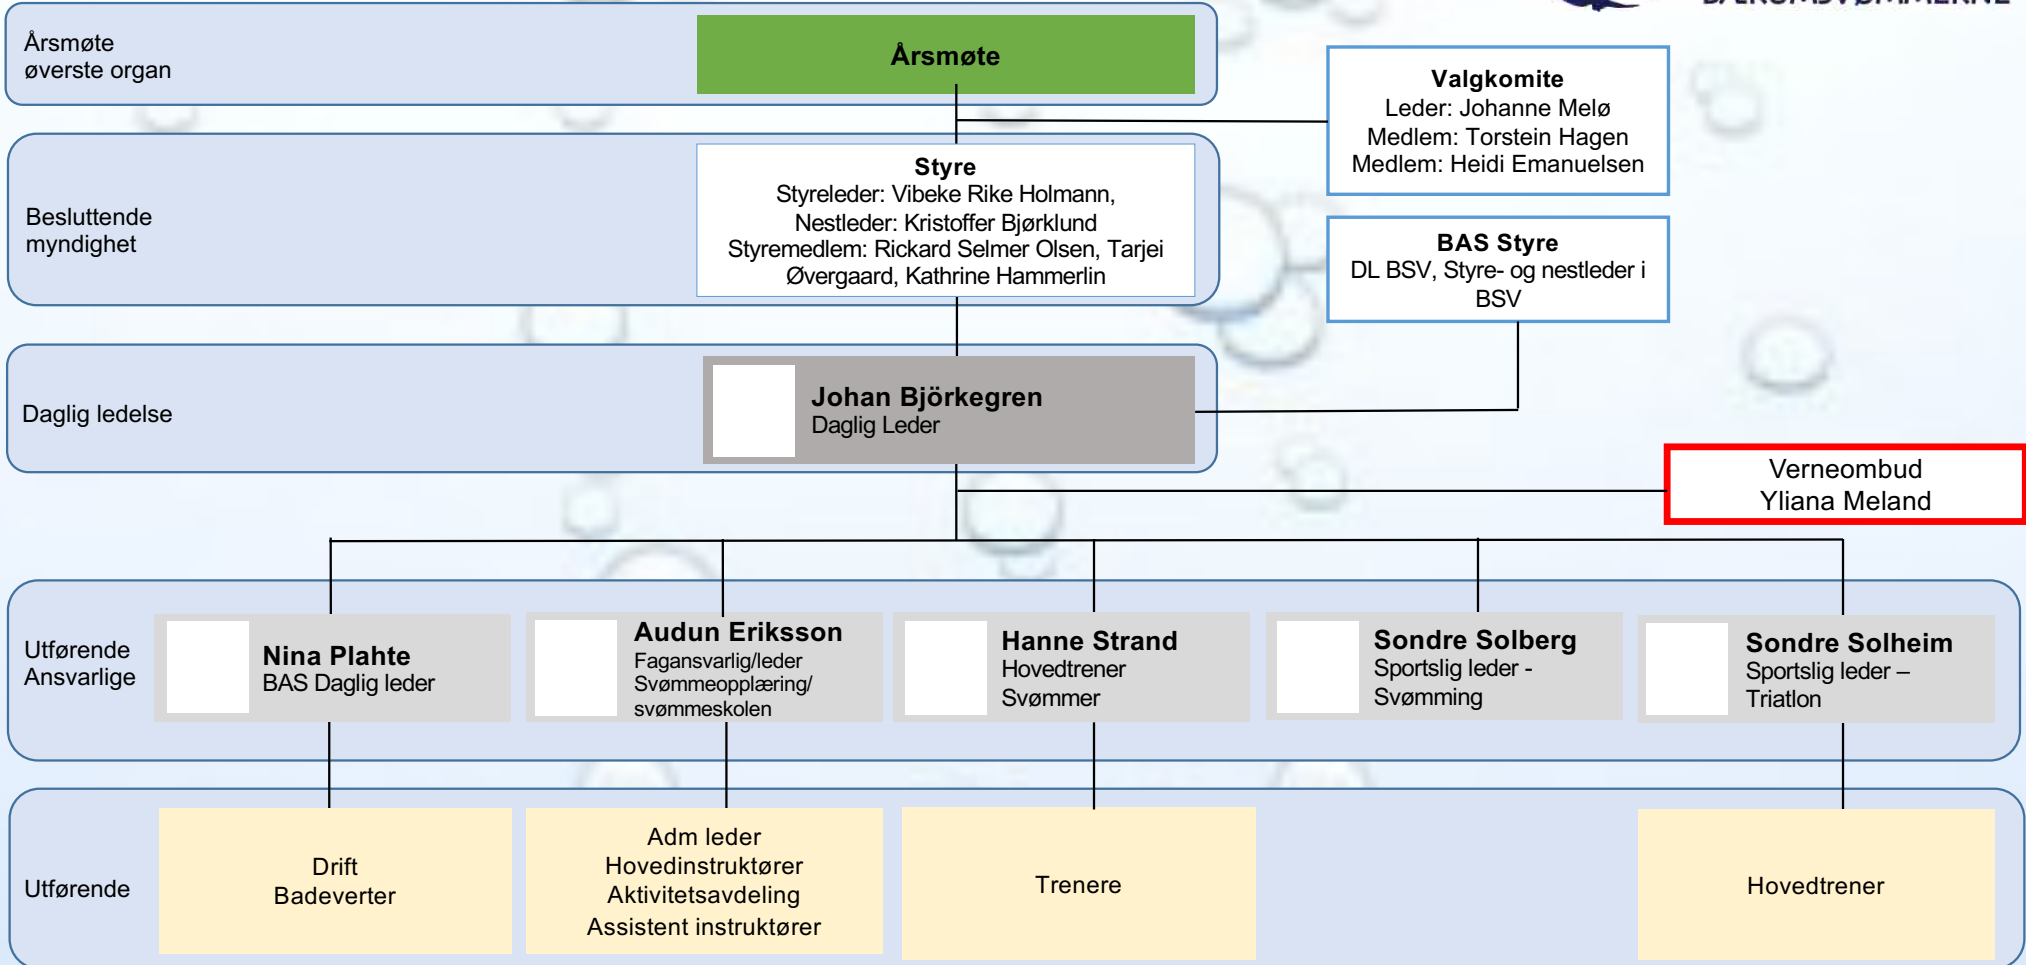 BÆRUMSVØMMERNE
Årsmøte
øverste organ
Årsmøte
Valgkomite
Leder: Johanne Melø
Medlem: Torstein Hagen
Medlem: Heidi Emanuelsen
Besluttende
myndighet
Styre
Styreleder: Vibeke Rike Holmann,
Nestleder: Kristoffer Bjørklund
Styremedlem: Rickard Selmer Olsen, Tarjei
Øvergaard, Kathrine Hammerlin
BAS Styre
DL BSV, Styre- og nestleder i
BSV
Daglig ledelse
Johan Björkegren
Daglig Leder
Verneombud
Yliana Meland
Utførende
Ansvarlige
Nina Plahte
BAS Daglig leder
Audun Eriksson
Fagansvarlig/leder
Svømmeopplæring/
svømmeskolen
Hanne Strand
Hovedtrener
Svømmer
Sondre Solberg
Sportslig leder -
Svømming
Sondre Solheim
Sportslig leder –
Triatlon
Utførende
Drift
Badeverter
Adm leder
Hovedinstruktører
Aktivitetsavdeling
Assistent instruktører
Trenere
Hovedtrener